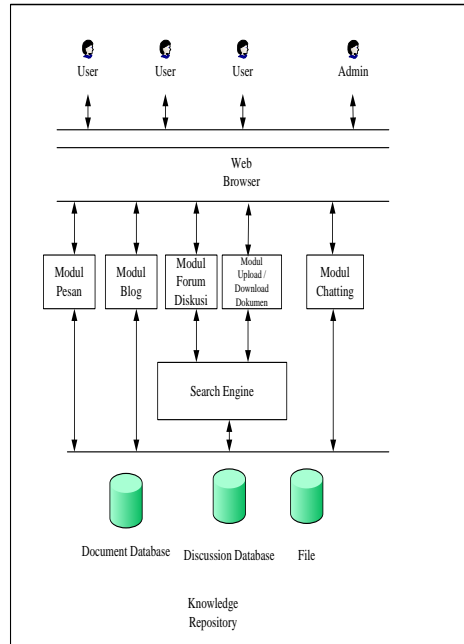 User User User Admin
Web
Browser
Modul
Pesan
Modul
Blog
Modul
Forum
Diskusi
Modul
Upload /
Download
Dokumen
Modul
Chatting
Search Engine
Document Database Discussion Database File
Knowledge
Repository